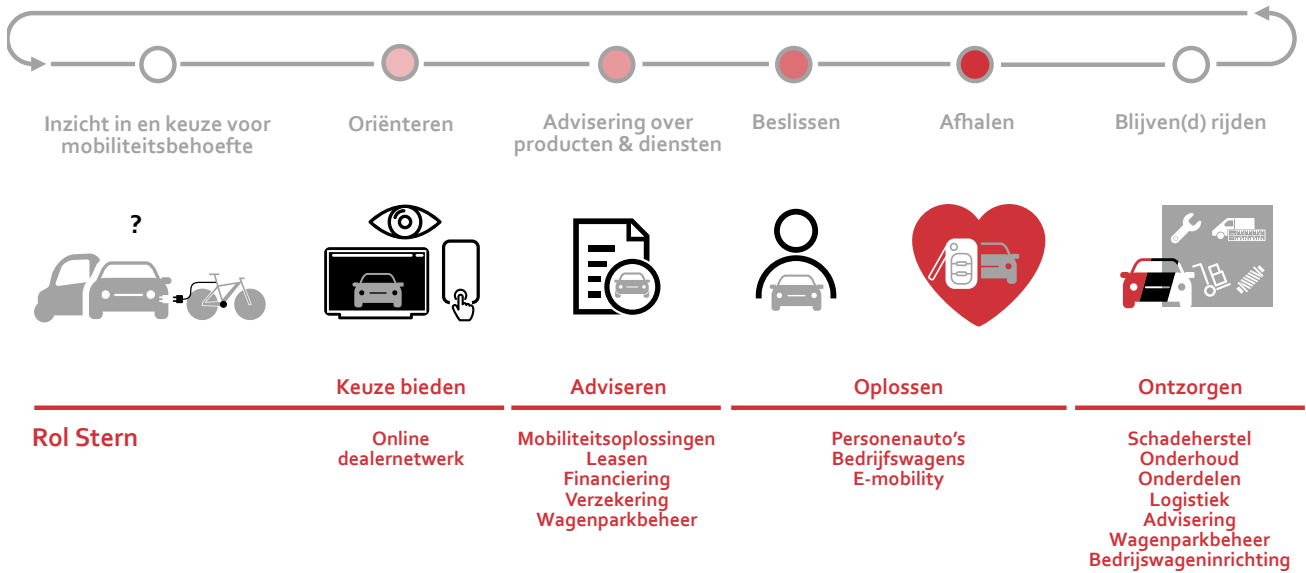 Inzicht in en keuze voor
mobiliteitsbehoefte
Oriënteren
Advisering over
producten & diensten
Beslissen
Afhalen
Blijven(d) rijden
?
Keuze bieden
Adviseren
Oplossen
Ontzorgen
Rol Stern
Online
dealernetwerk
Mobiliteitsoplossingen
Leasen
Financiering
Verzekering
Wagenparkbeheer
Personenauto's
Bedrijfswagens
E-mobility
Schadeherstel
Onderhoud
Onderdelen
Logistiek
Advisering
Wagenparkbeheer
Bedrijswageninrichting